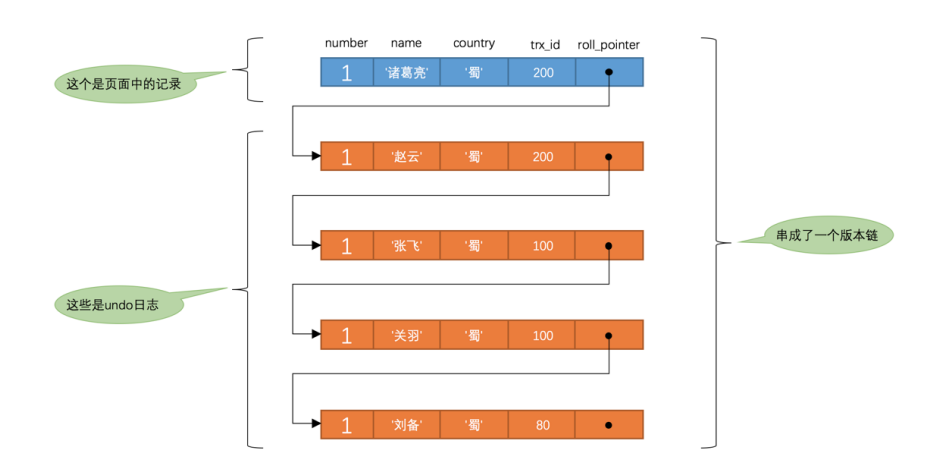 number name country trx_id roll_pointer
这个是页面中的记录
1 '诸葛亮' '蜀' 200
1 '赵云' '蜀' 200
串成了一个版本链
1 '张飞' '蜀' 100
这些是undo日志
1 '关羽' '蜀' 100
1 '刘备' '蜀' 80